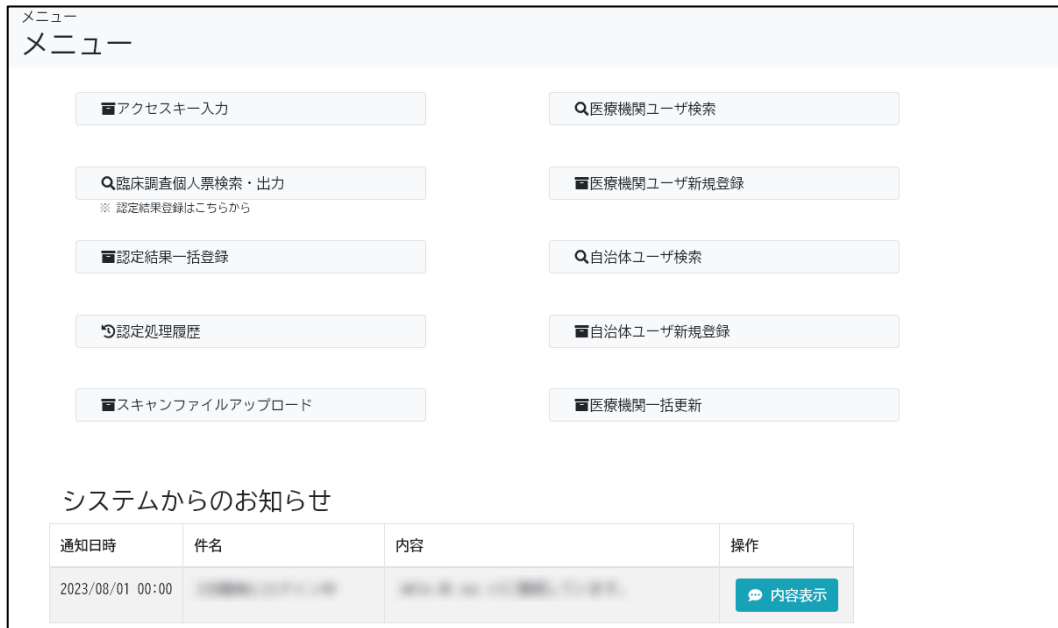 メニュー
メニュー
アクセスキー入力
医療機関ユーザ検索
臨床調査個人票検索・出力
※ 認定結果登録はこちらから
医療機関ユーザ新規登録
認定結果一括登録
自治体ユーザ検索
認定処理履歴
自治体ユーザ新規登録
スキャンファイルアップロード
医療機関一括更新
システムからのお知らせ
通知日時 件名 内容 操作
2023/08/01 00:00 内容表示